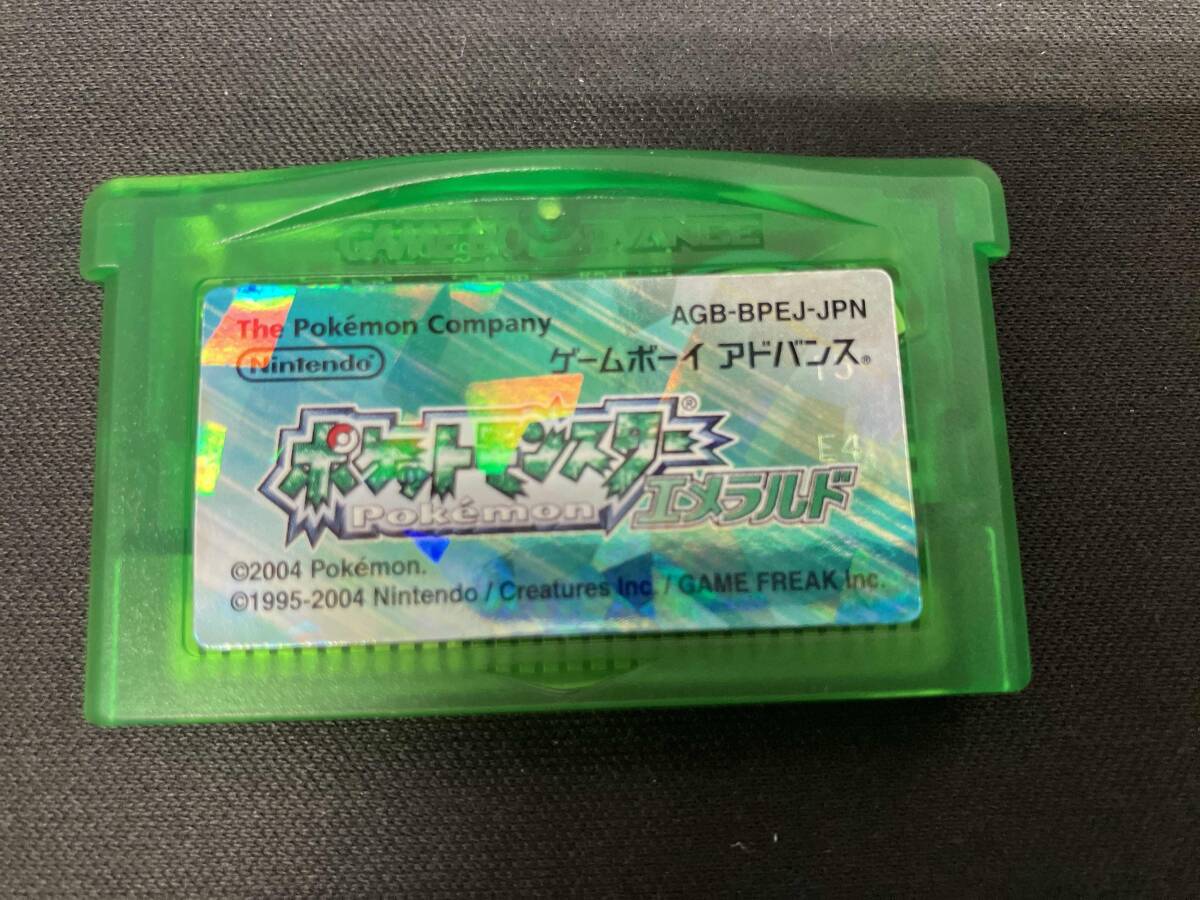 GAME BOY ADVANCE
The Pokémon Company
AGB-BPEJ-JPN
Nintendo®
ゲームボーイ アドバンス®
ポケットモンスター®
Pokémon
エメラルド
E4
©2004 Pokémon.
©1995-2004 Nintendo / Creatures Inc. / GAME FREAK Inc.